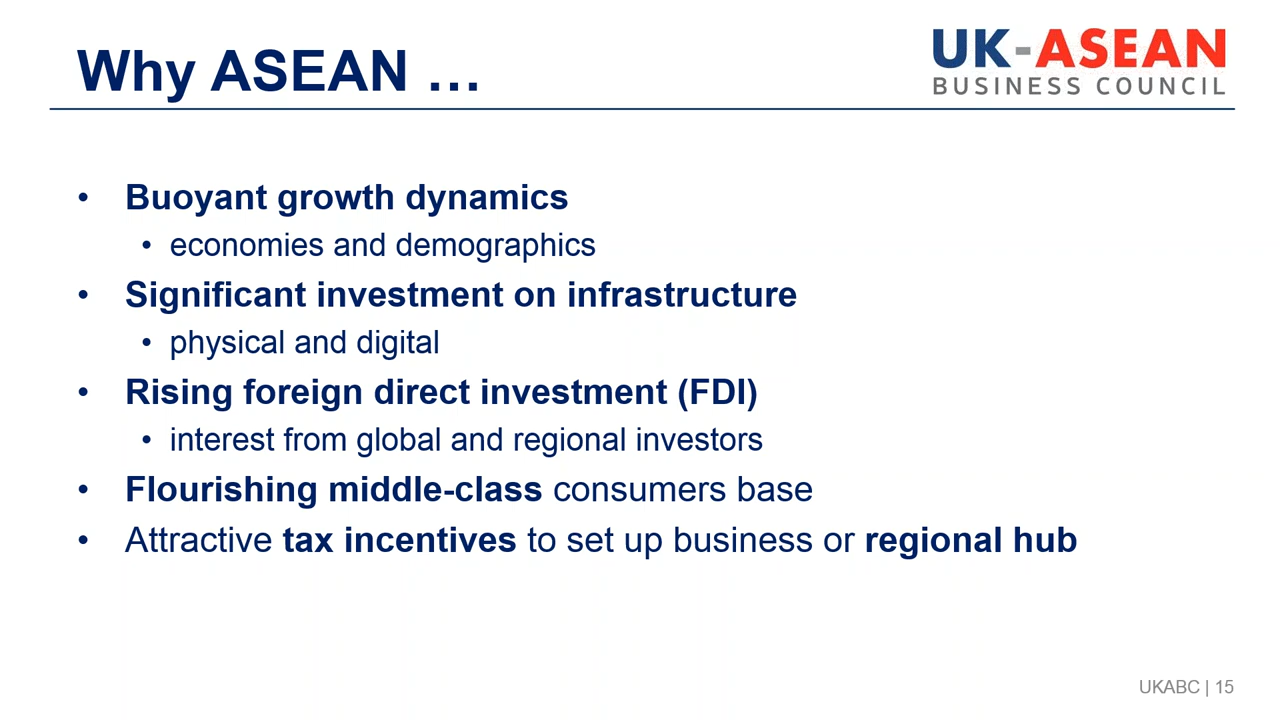 Why ASEAN …
UK-ASEAN
BUSINESS COUNCIL
• Buoyant growth dynamics
• economies and demographics
• Significant investment on infrastructure
• physical and digital
• Rising foreign direct investment (FDI)
• interest from global and regional investors
• Flourishing middle-class consumers base
• Attractive tax incentives to set up business or regional hub
UKABC | 15